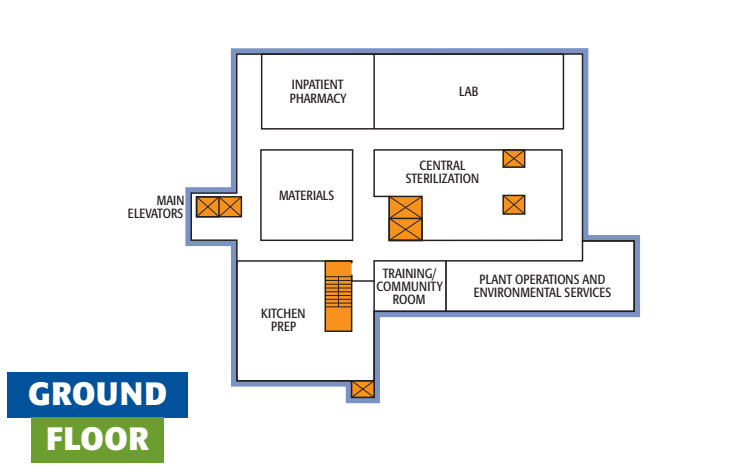 INPATIENT
PHARMACY
LAB
CENTRAL
STERILIZATION
MATERIALS
MAIN
ELEVATORS
TRAINING/
COMMUNITY
ROOM
PLANT OPERATIONS AND
ENVIRONMENTAL SERVICES
KITCHEN
PREP
GROUND
FLOOR